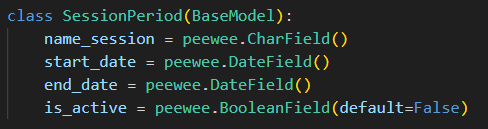 class SessionPeriod(BaseModel):
    name_session = peewee.CharField()
    start_date = peewee.DateField()
    end_date = peewee.DateField()
    is_active = peewee.BooleanField(default=False)